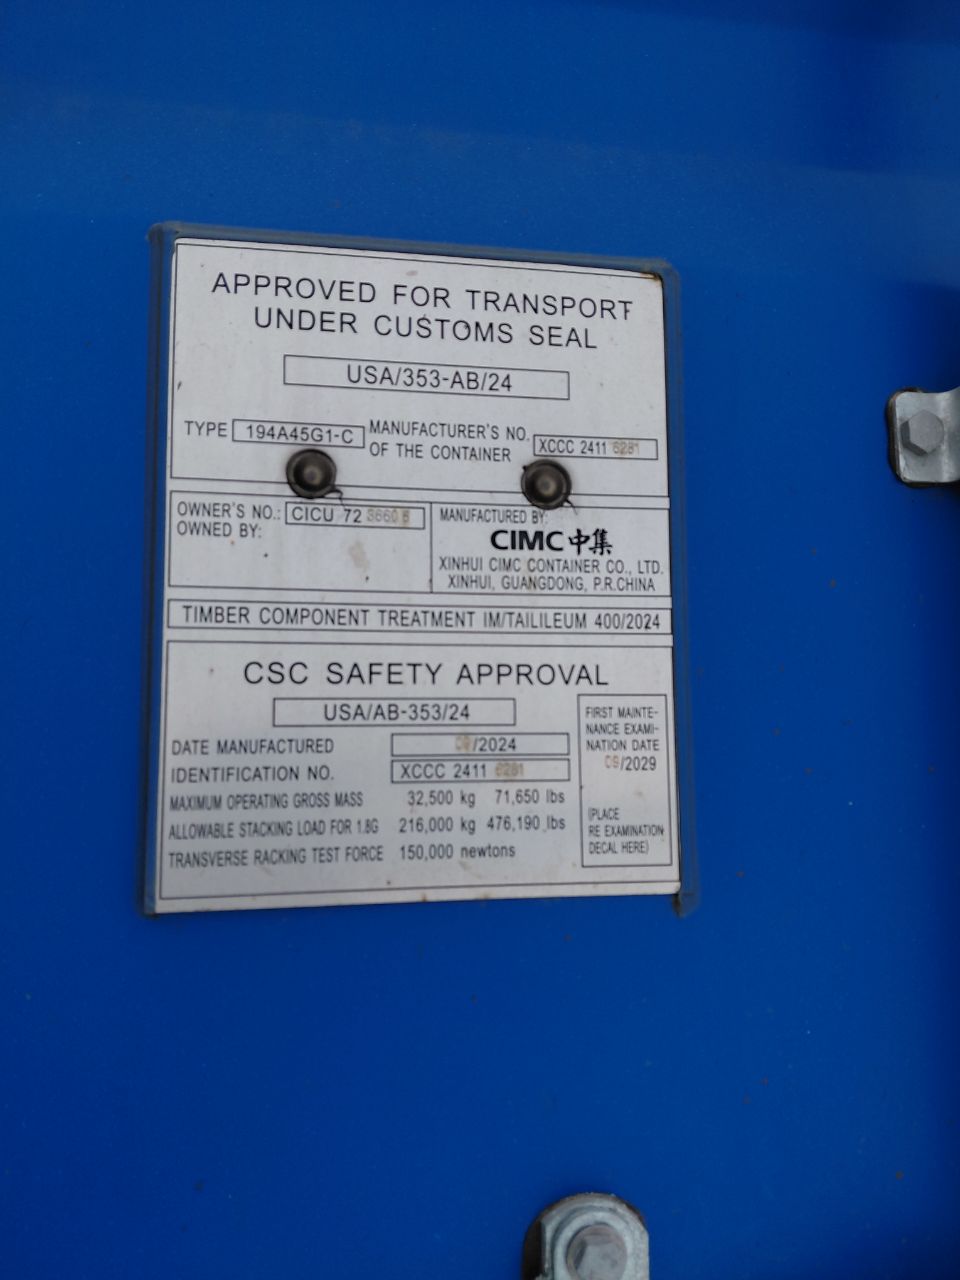 APPROVED FOR TRANSPORT
UNDER CUSTOMS SEAL
USA/353-AB/24
TYPE 194A45G1-C MANUFACTURER'S NO. OF THE CONTAINER XCCC 2411 6281
OWNER'S NO.: CICU 72
OWNED BY:
MANUFACTURED BY:
CIMC 中集
XINHUI CIMC CONTAINER CO., LTD.
XINHUI, GUANGDONG, P.R.CHINA
TIMBER COMPONENT TREATMENT IM/TAILILEUM 400/2024
CSC SAFETY APPROVAL
USA/AB-353/24
DATE MANUFACTURED 09/2024
IDENTIFICATION NO. XCCC 2411 6281
MAXIMUM OPERATING GROSS MASS 32,500 kg 71,650 lbs
ALLOWABLE STACKING LOAD FOR 1.8G 216,000 kg 476,190 lbs
TRANSVERSE RACKING TEST FORCE 150,000 newtons
FIRST MAINTE-
NANCE EXAMI-
NATION DATE
09/2029
(PLACE
RE EXAMINATION
DECAL HERE)